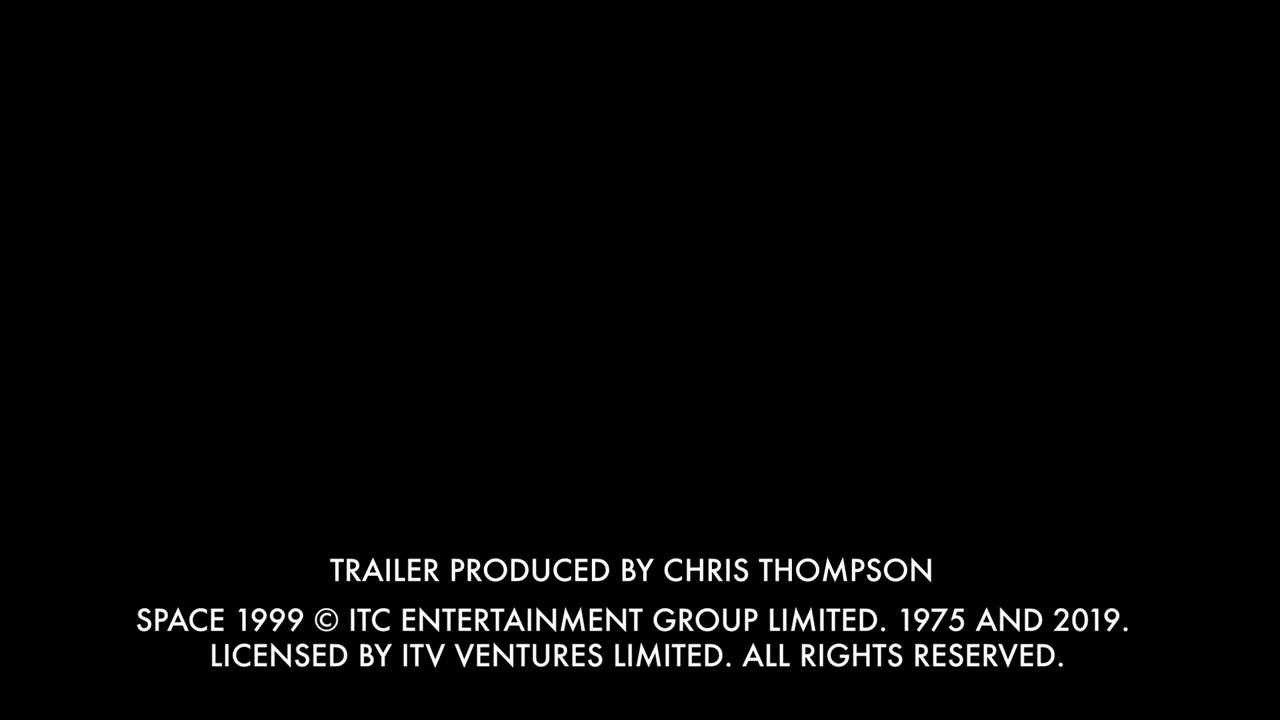 TRAILER PRODUCED BY CHRIS THOMPSON
SPACE 1999 © ITC ENTERTAINMENT GROUP LIMITED. 1975 AND 2019.
LICENSED BY ITV VENTURES LIMITED. ALL RIGHTS RESERVED.